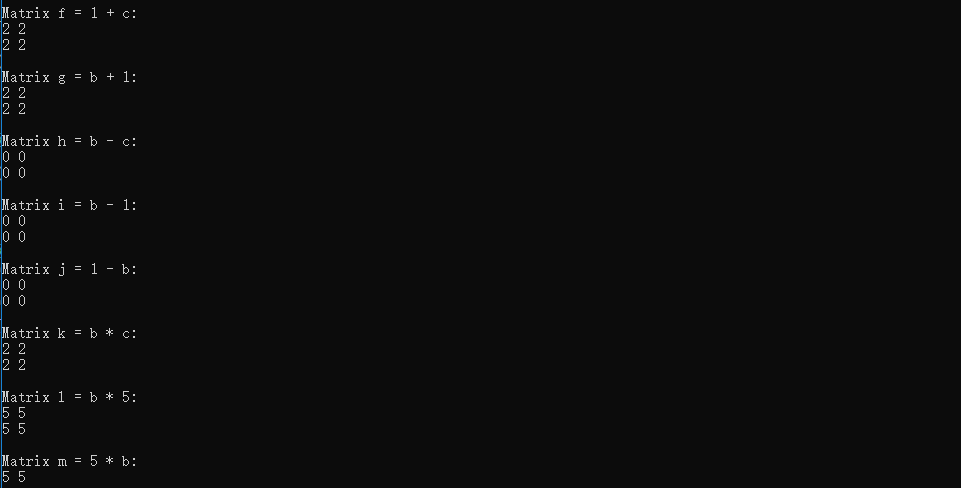 Matrix f = 1 + c:
2 2
2 2
Matrix g = b + 1:
2 2
2 2
Matrix h = b - c:
0 0
0 0
Matrix i = b - 1:
0 0
0 0
Matrix j = 1 - b:
0 0
0 0
Matrix k = b * c:
2 2
2 2
Matrix l = b * 5:
5 5
5 5
Matrix m = 5 * b:
5 5